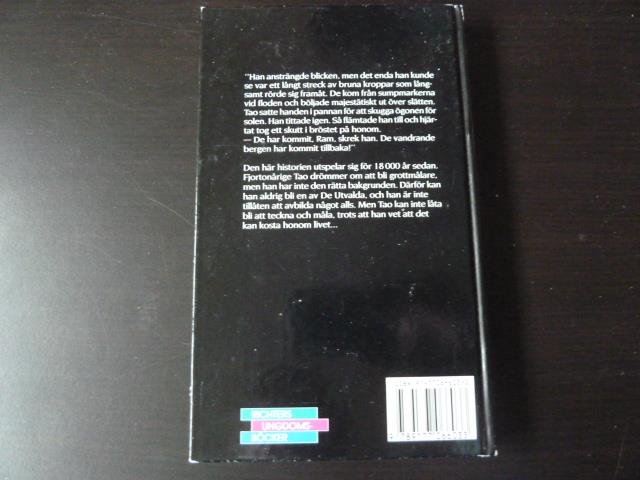 "Han ansträngde blicken, men det enda han kunde
se var ett långt streck av bruna kroppar som lång-
samt rörde sig framåt. De kom från sumpmarkerna
vid floden och böljade majestätiskt ut över slätten.
Tao satte handen i pannan för att skugga ögonen för
solen. Han tittade igen. Så flämtade han till och hjär-
tat tog ett skutt i bröstet på honom.
— De har kommit, Ram, skrek han. De vandrande
bergen har kommit tillbaka!"
Den här historien utspelar sig för 18 000 år sedan.
Fjortonårige Tao drömmer om att bli grottmålare,
men han har inte den rätta bakgrunden. Därför kan
han aldrig bli en av De Utvalda, och han är inte
tillåten att avbilda något alls. Men Tao kan inte låta
bli att teckna och måla, trots att han vet att det
kan kosta honom livet...
RICHTERS
UNGDOMS-
BÖCKER